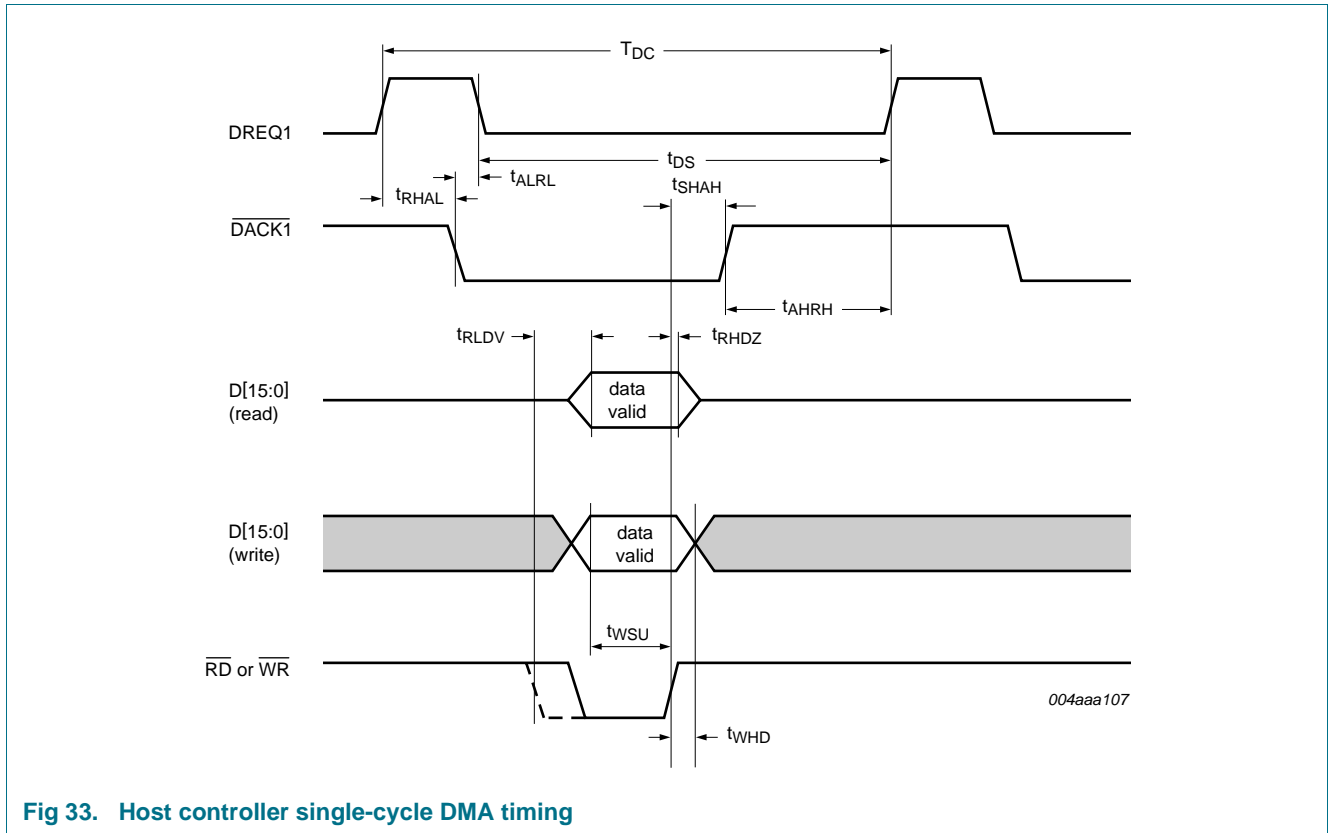 TDC
DREQ1
tDS
tALRL
tSHAH
tRHAL
DACK1
tAHRH
tRLDV
tRHDZ
D[15:0]
(read)
data
valid
D[15:0]
(write)
data
valid
tWSU
RD or WR
004aaa107
tWHD
Fig 33. Host controller single-cycle DMA timing